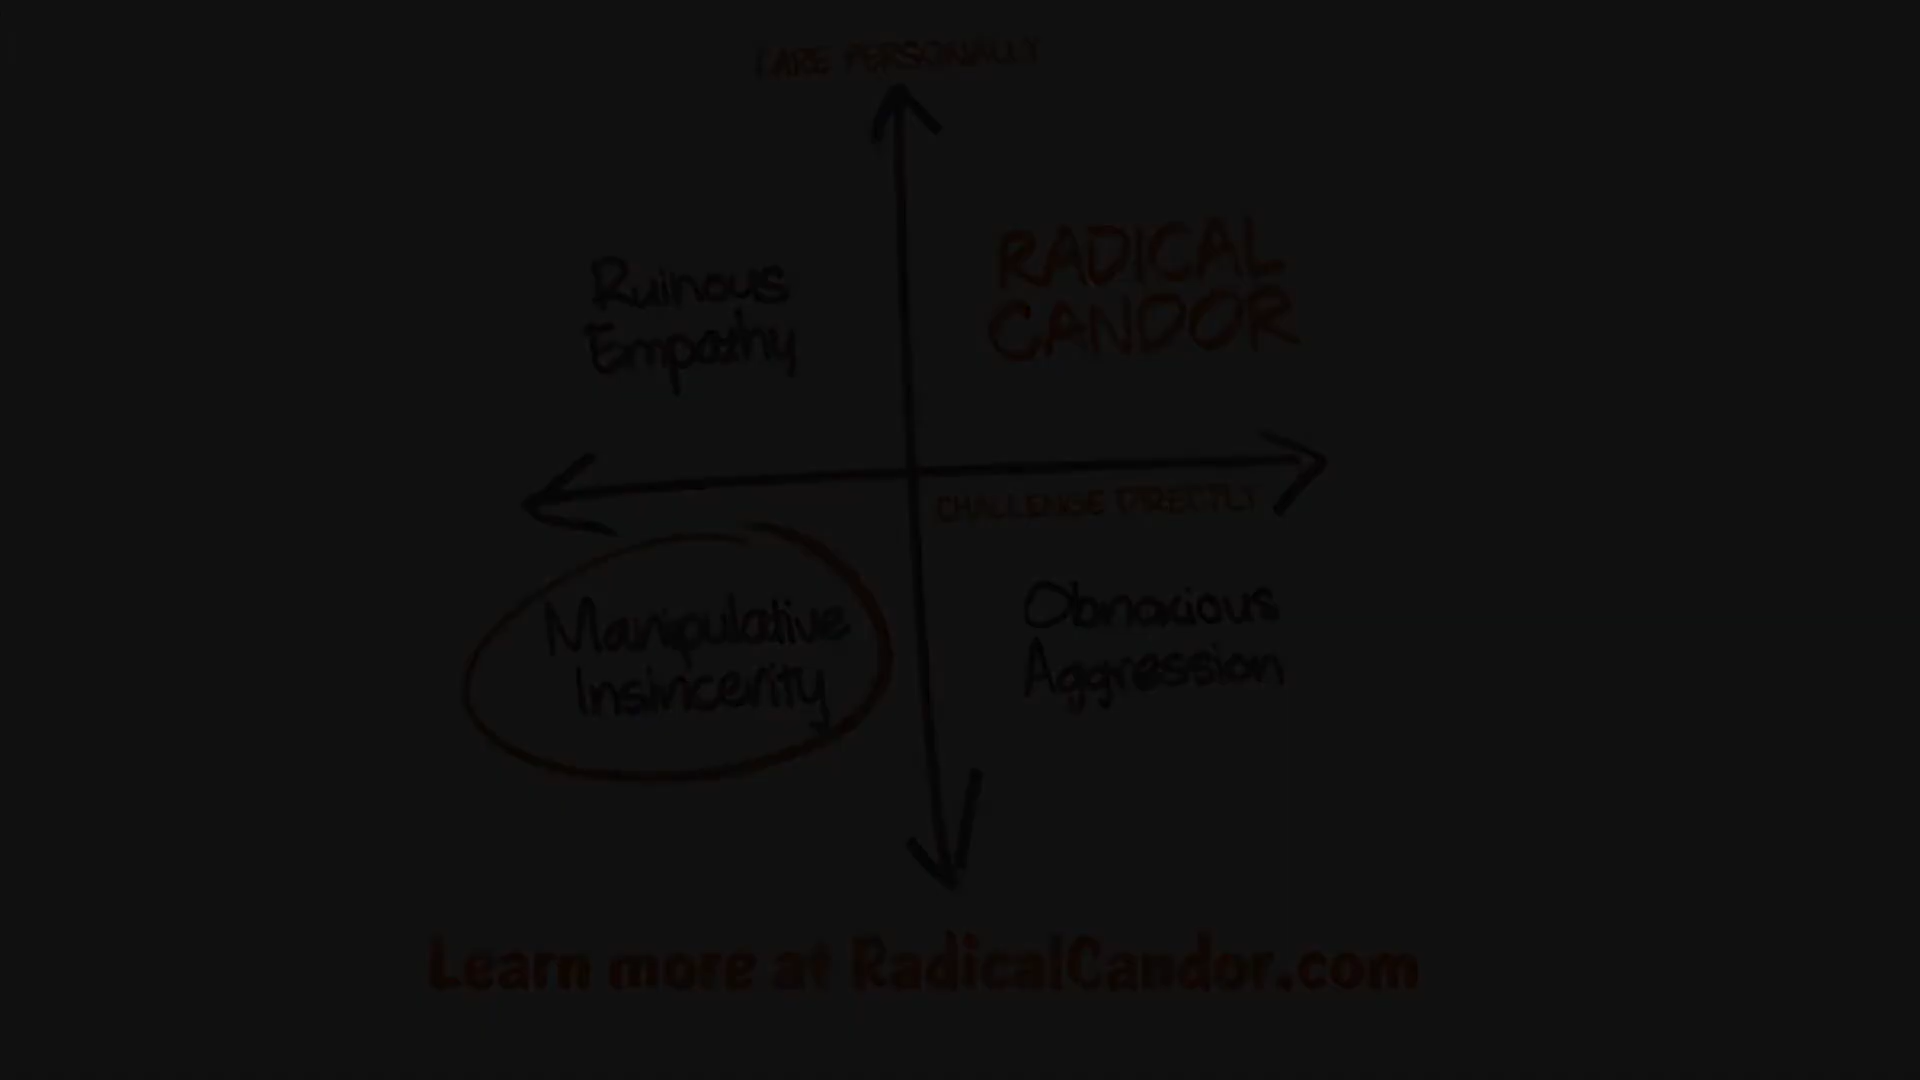 CARE PERSONALLY
Ruinous
Empathy
RADICAL
CANDOR
CHALLENGE DIRECTLY
Manipulative
Insincerity
Obnoxious
Aggression
Learn more at RadicalCandor.com